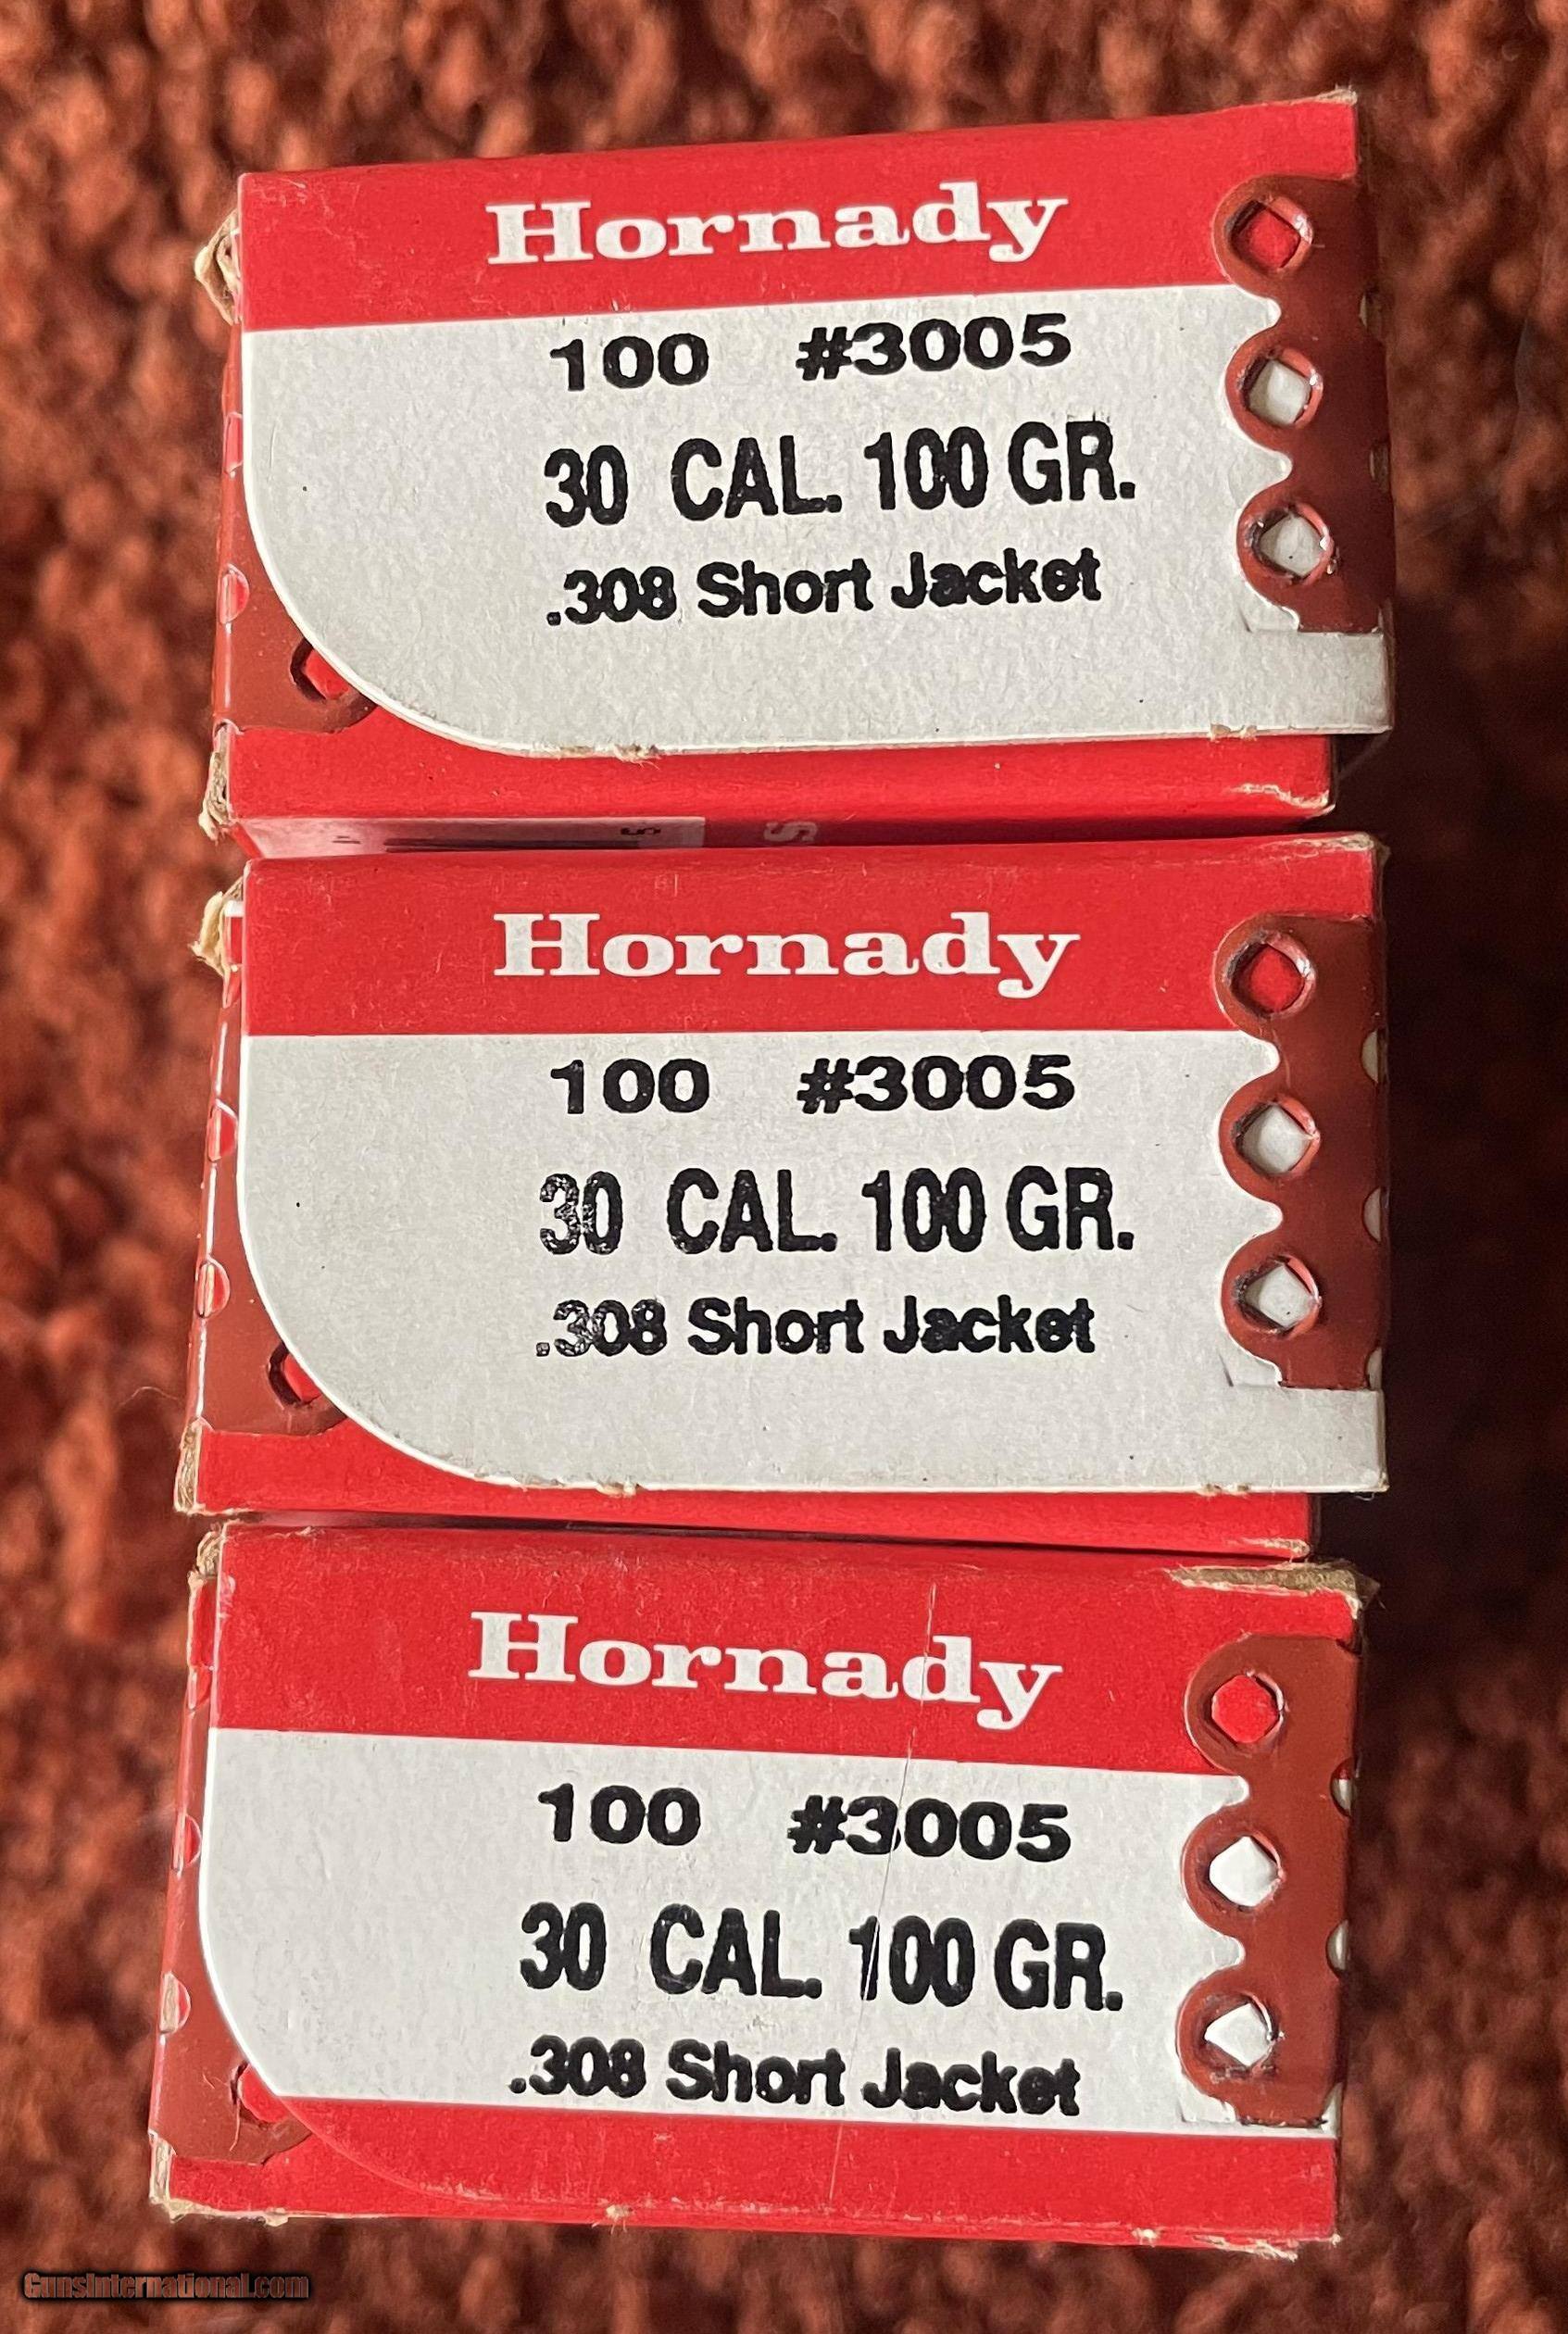 Hornady
100 #3005
30 CAL. 100 GR.
.308 Short Jacket
5 S
Hornady
100 #3005
30 CAL. 100 GR.
.308 Short Jacket
Hornady
100 #3005
30 CAL. 100 GR.
.308 Short Jacket
GunsInternational.com